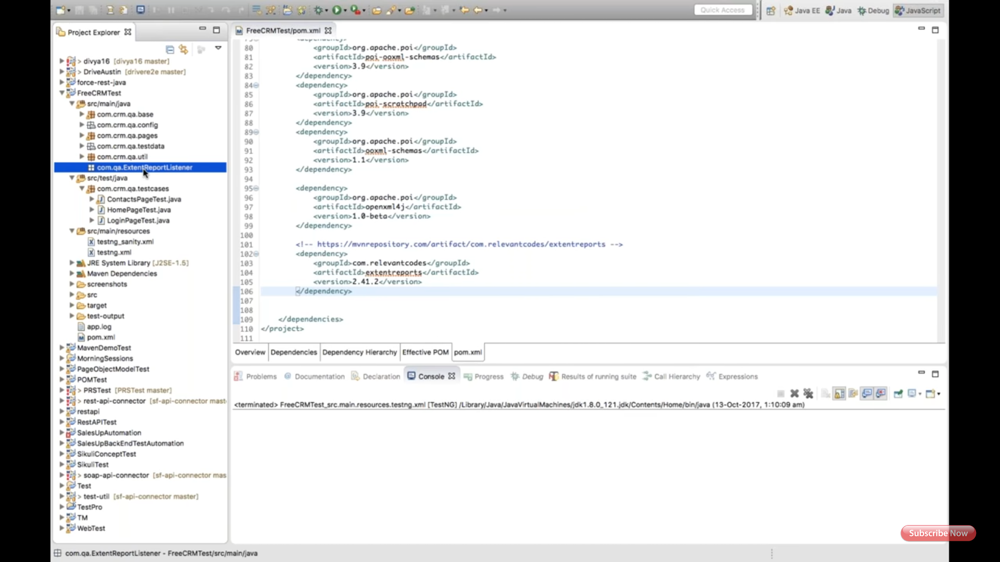 Quick Access
Java EE
Java
Debug
JavaScript
Project Explorer
FreeCRMTest/pom.xml
> divya16 [divya16 master]
> DriveAustin [drivere2e master]
force-rest-java
FreeCRMTest
src/main/java
com.crm.qa.base
com.crm.qa.config
com.crm.qa.pages
com.crm.qa.testdata
com.crm.qa.util
com.qa.ExtentReportListener
src/test/java
com.crm.qa.testcases
ContactsPageTest.java
HomePageTest.java
LoginPageTest.java
src/main/resources
testng_sanity.xml
testng.xml
JRE System Library [J2SE-1.5]
Maven Dependencies
screenshots
src
target
test-output
app.log
pom.xml
MavenDemoTest
MorningSessions
PageObjectModelTest
POMTest
> PRSTest [PRSTest master]
> rest-api-connector [sf-api-connector mast
restapi
RestAPITest
SalesUpAutomation
SalesUpBackEndTestAutomation
SikuliConceptTest
SikuliTest
> soap-api-connector [sf-api-connector mas
Test
> test-util [sf-api-connector master]
TestPro
TM
WebTest
79 <dependency>
80 <groupId>org.apache.poi</groupId>
81 <artifactId>poi-ooxml-schemas</artifactId>
82 <version>3.9</version>
83 </dependency>
84 <dependency>
85 <groupId>org.apache.poi</groupId>
86 <artifactId>poi-scratchpad</artifactId>
87 <version>3.9</version>
88 </dependency>
89 <dependency>
90 <groupId>org.apache.poi</groupId>
91 <artifactId>ooxml-schemas</artifactId>
92 <version>1.1</version>
93 </dependency>
94
95 <dependency>
96 <groupId>org.apache.poi</groupId>
97 <artifactId>openxml4j</artifactId>
98 <version>1.0-beta</version>
99 </dependency>
100
101 <!-- https://mvnrepository.com/artifact/com.relevantcodes/extentreports -->
102 <dependency>
103 <groupId>com.relevantcodes</groupId>
104 <artifactId>extentreports</artifactId>
105 <version>2.41.2</version>
106 </dependency>
107
108
109 </dependencies>
110 </project>
111
Overview
Dependencies
Dependency Hierarchy
Effective POM
pom.xml
Problems
Documentation
Declaration
Console
Progress
Debug
Results of running suite
Call Hierarchy
Expressions
<terminated> FreeCRMTest_src.main.resources.testng.xml [TestNG] /Library/Java/JavaVirtualMachines/jdk1.8.0_121.jdk/Contents/Home/bin/java (13-Oct-2017, 1:10:09 am)
Subscribe Now
com.qa.ExtentReportListener - FreeCRMTest/src/main/java